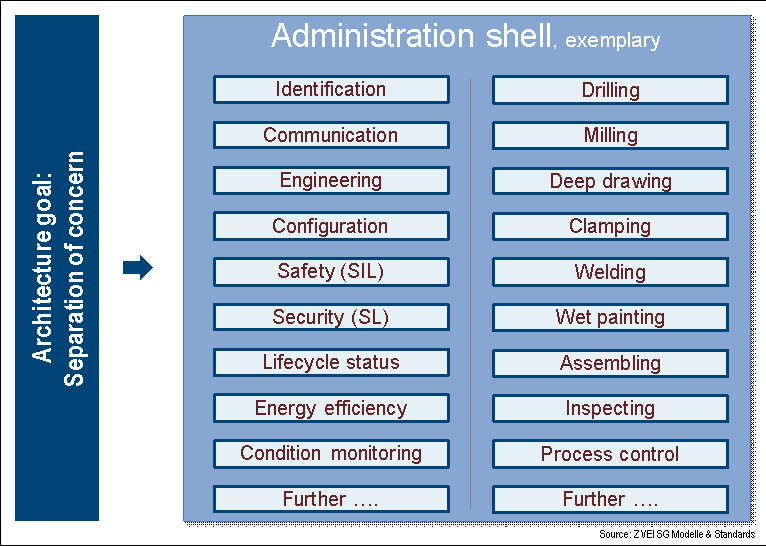 Architecture goal:
Separation of concern
Administration shell, exemplary
Identification
Communication
Engineering
Configuration
Safety (SIL)
Security (SL)
Lifecycle status
Energy efficiency
Condition monitoring
Further ....
Drilling
Milling
Deep drawing
Clamping
Welding
Wet painting
Assembling
Inspecting
Process control
Further ....
Source: ZVEI SG Modelle & Standards